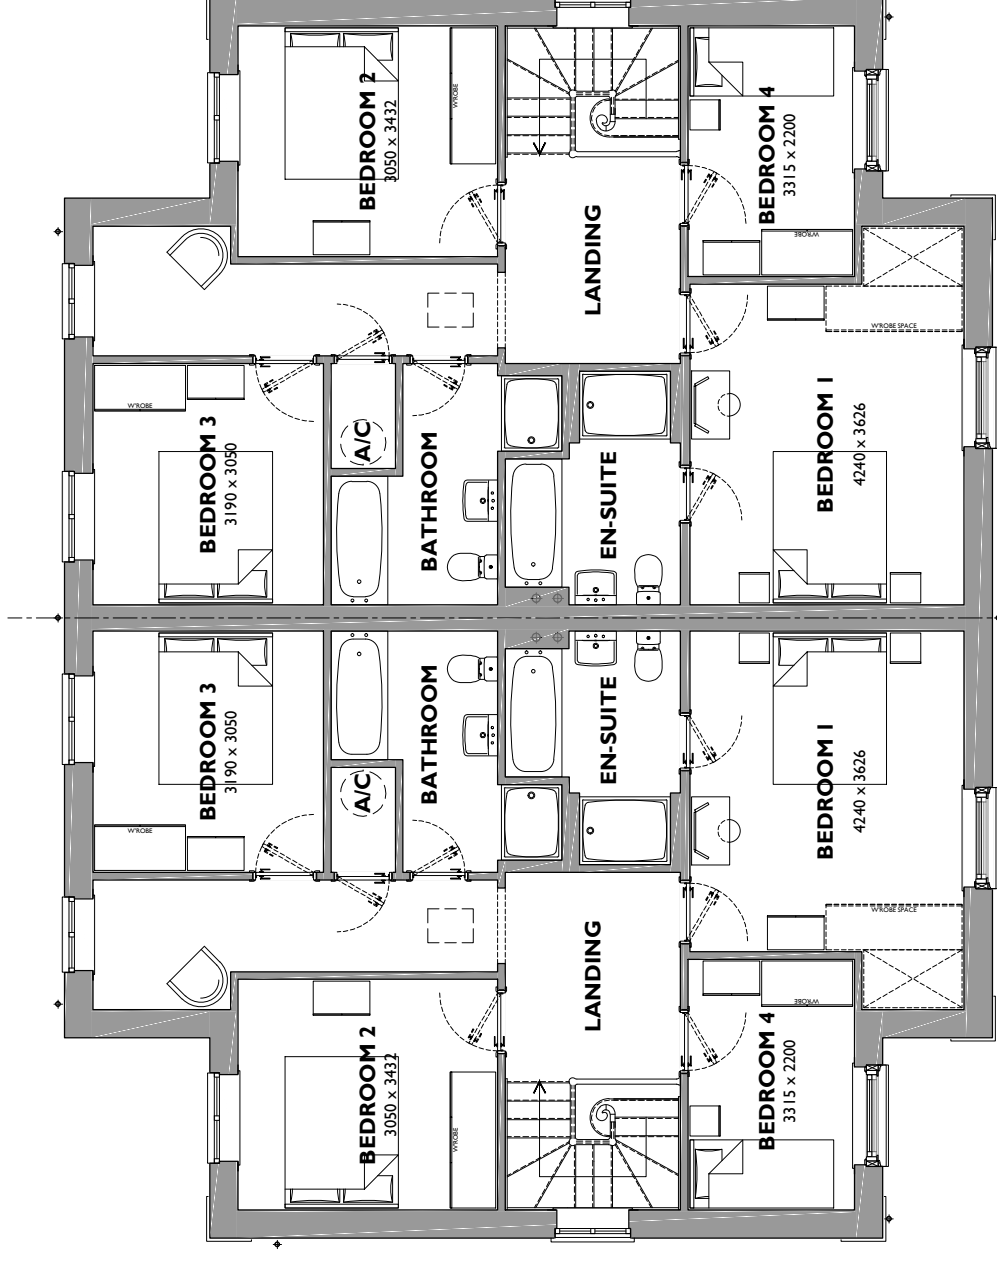 BEDROOM 2
3050 x 3432
W'ROBE
BEDROOM 4
3315 x 2200
W'ROBE
LANDING
W'ROBE SPACE
BEDROOM 1
4240 x 3626
W'ROBE
BEDROOM 3
3190 x 3050
A/C
BATHROOM
EN-SUITE
BEDROOM 3
3190 x 3050
W'ROBE
A/C
BATHROOM
EN-SUITE
BEDROOM 1
4240 x 3626
W'ROBE SPACE
LANDING
BEDROOM 2
3050 x 3432
W'ROBE
W'ROBE
BEDROOM 4
3315 x 2200